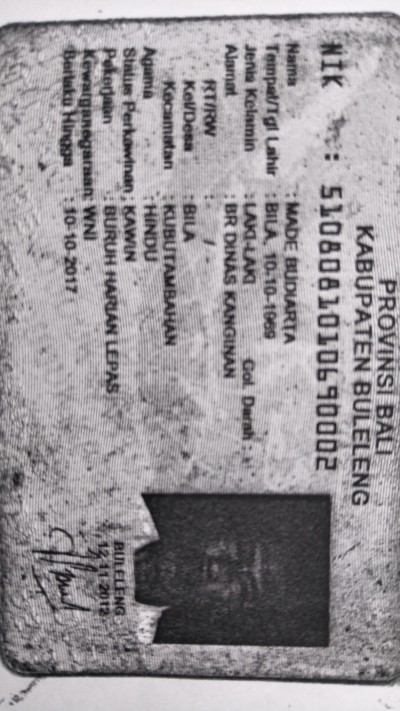 PROVINSI BALI
KABUPATEN BULELENG
NIK : 5108081010690002
Nama : MADE BUDIARTA
Tempat/Tgl Lahir : BILA, 10-10-1969
Jenis Kelamin : LAKI-LAKI Gol. Darah : -
Alamat : BR DINAS KANGINAN
RT/RW : / -
Kel/Desa : BILA
Kecamatan : KUBUTAMBAHAN
Agama : HINDU
Status Perkawinan : KAWIN
Pekerjaan : BURUH HARIAN LEPAS
Kewarganegaraan: WNI
Berlaku Hingga : 10-10-2017
BULELENG
12-11-2012